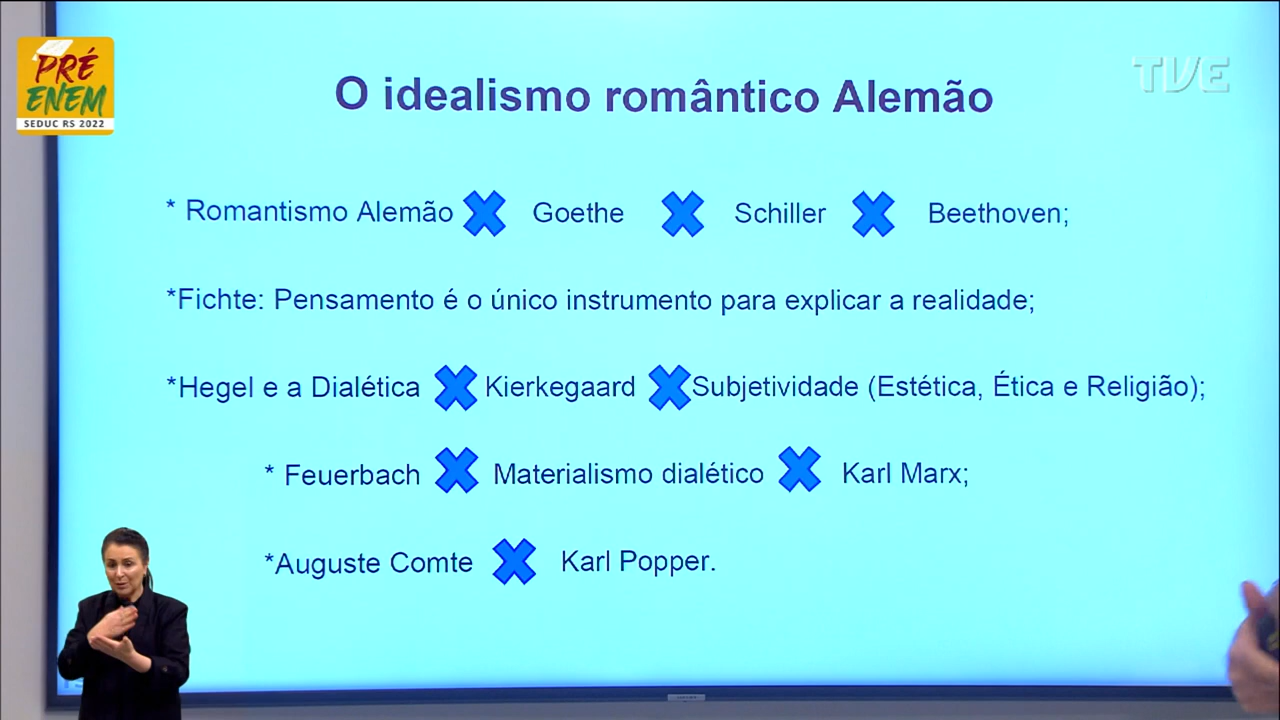 PRÉ
ENEM
SEDUC RS 2022
TVE
O idealismo romântico Alemão
* Romantismo Alemão Goethe Schiller Beethoven;
*Fichte: Pensamento é o único instrumento para explicar a realidade;
*Hegel e a Dialética Kierkegaard Subjetividade (Estética, Ética e Religião);
* Feuerbach Materialismo dialético Karl Marx;
*Auguste Comte Karl Popper.